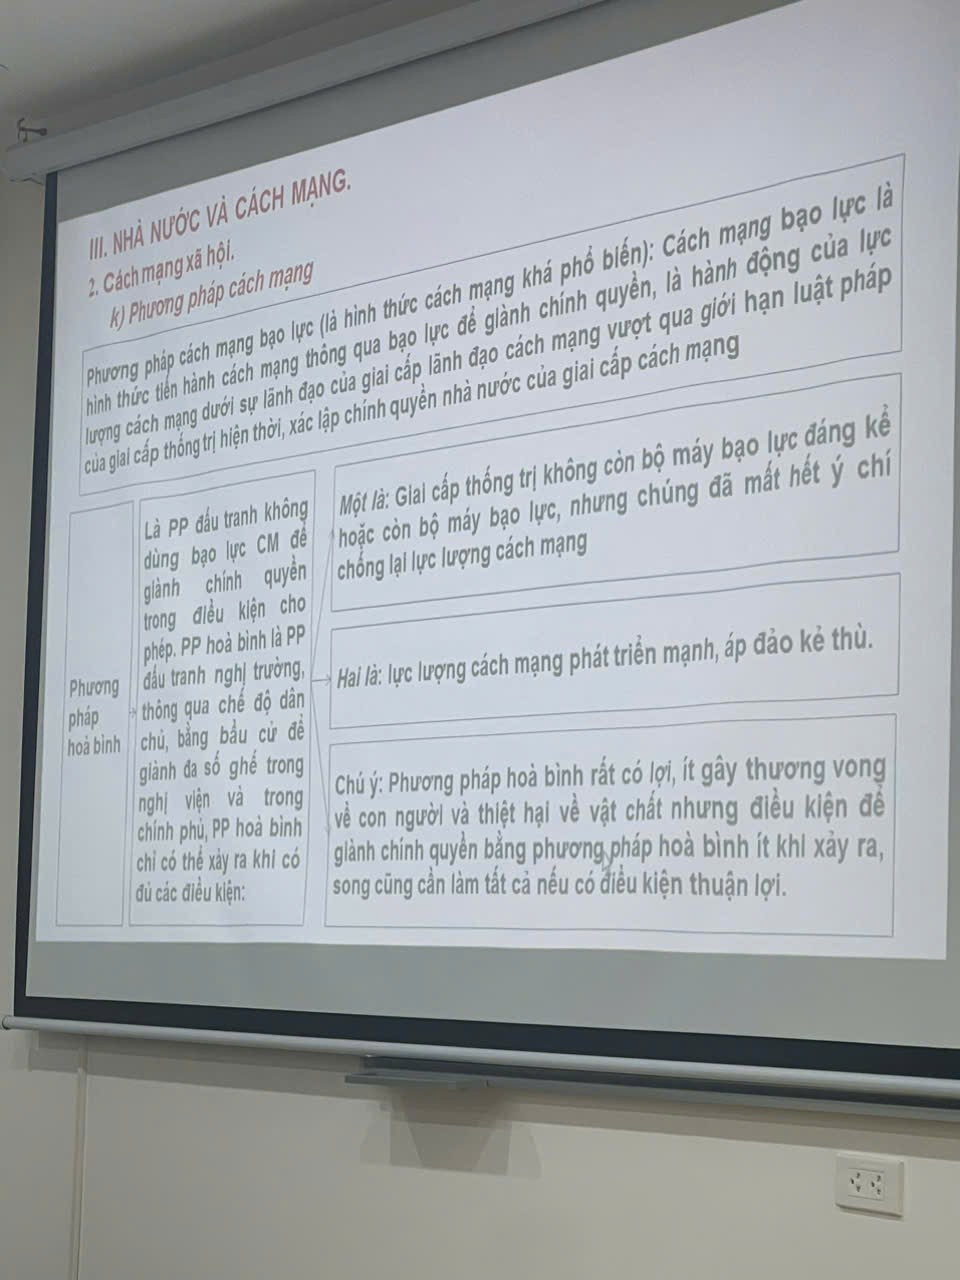 III. NHÀ NƯỚC VÀ CÁCH MẠNG.
2. Cách mạng xã hội.
k) Phương pháp cách mạng
Phương pháp cách mạng bạo lực (là hình thức cách mạng khá phổ biến): Cách mạng bạo lực là
hình thức tiến hành cách mạng thông qua bạo lực để giành chính quyền, là hành động của lực
lượng cách mạng dưới sự lãnh đạo của giai cấp lãnh đạo cách mạng vượt qua giới hạn luật pháp
của giai cấp thống trị hiện thời, xác lập chính quyền nhà nước của giai cấp cách mạng
Phương
pháp
hoà bình
Là PP đấu tranh không
dùng bạo lực CM để
giành chính quyền
trong điều kiện cho
phép. PP hoà bình là PP
đấu tranh nghị trường,
thông qua chế độ dân
chủ, bằng bầu cử để
giành đa số ghế trong
nghị viện và trong
chính phủ, PP hoà bình
chỉ có thể xảy ra khi có
đủ các điều kiện:
Một là: Giai cấp thống trị không còn bộ máy bạo lực đáng kể
hoặc còn bộ máy bạo lực, nhưng chúng đã mất hết ý chí
chống lại lực lượng cách mạng
Hai là: lực lượng cách mạng phát triển mạnh, áp đảo kẻ thù.
Chú ý: Phương pháp hoà bình rất có lợi, ít gây thương vong
về con người và thiệt hại về vật chất nhưng điều kiện để
giành chính quyền bằng phương pháp hoà bình ít khi xảy ra,
song cũng cần làm tất cả nếu có điều kiện thuận lợi.